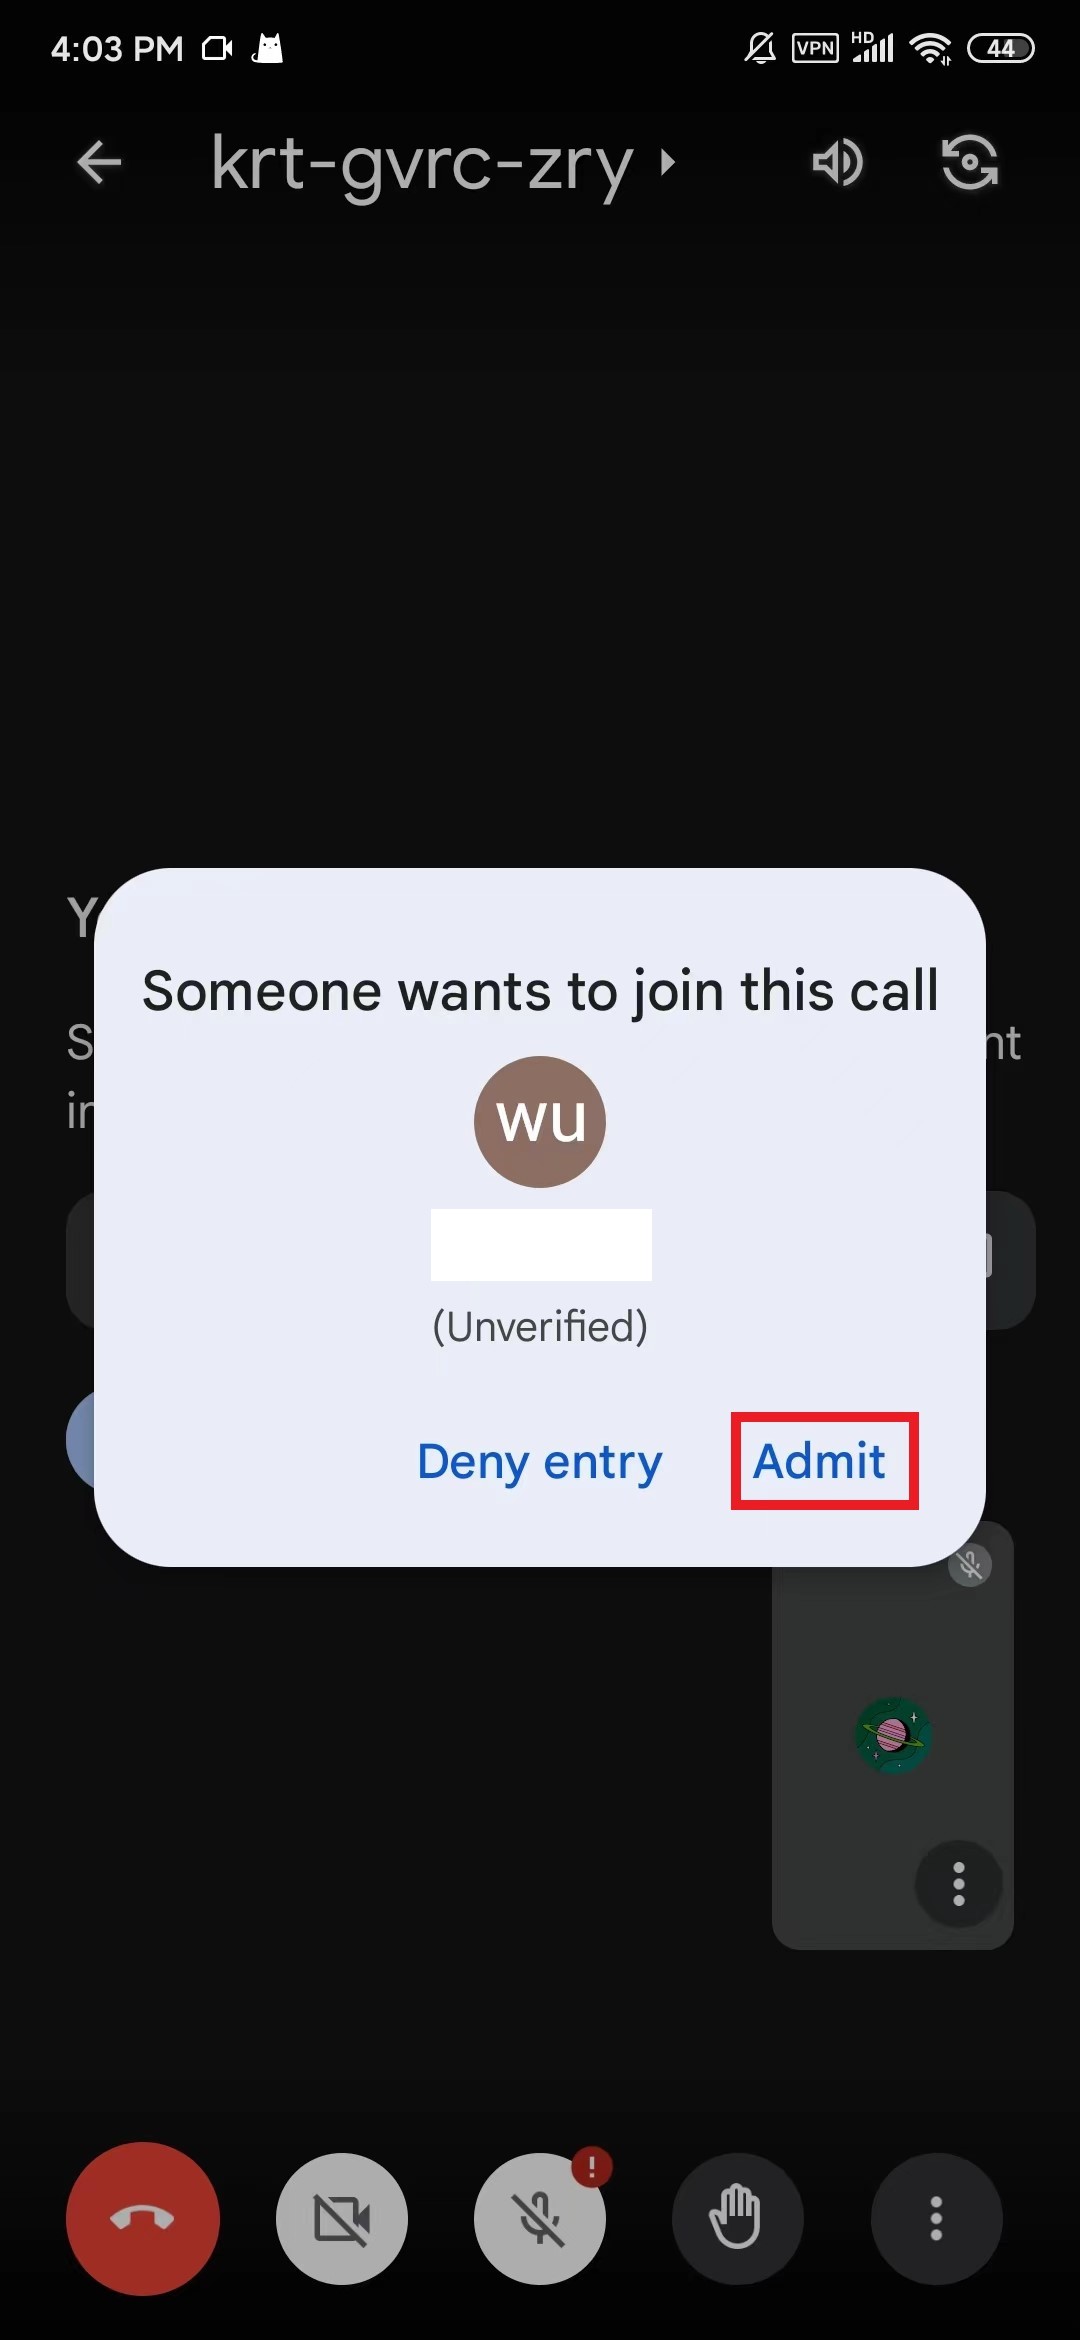 4:03 PM
VPN
HD
44
krt-gvrc-zry
Y
S
nt
in
Someone wants to join this call
wu
(Unverified)
Deny entry
Admit
!